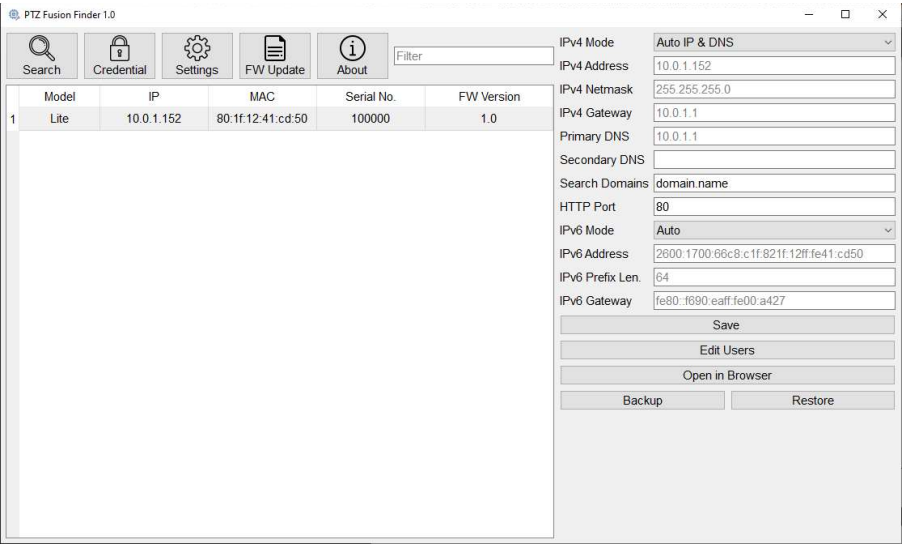 PTZ Fusion Finder 1.0
Search
Credential
Settings
FW Update
About
Filter
Model IP MAC Serial No. FW Version
1 Lite 10.0.1.152 80:1f:12:41:cd:50 100000 1.0
IPv4 Mode Auto IP & DNS
IPv4 Address 10.0.1.152
IPv4 Netmask 255.255.255.0
IPv4 Gateway 10.0.1.1
Primary DNS 10.0.1.1
Secondary DNS
Search Domains domain.name
HTTP Port 80
IPv6 Mode Auto
IPv6 Address 2600:1700:66c8:c1f:821f:12ff:fe41:cd50
IPv6 Prefix Len. 64
IPv6 Gateway fe80::f690:eaff:fe00:a427
Save
Edit Users
Open in Browser
Backup Restore